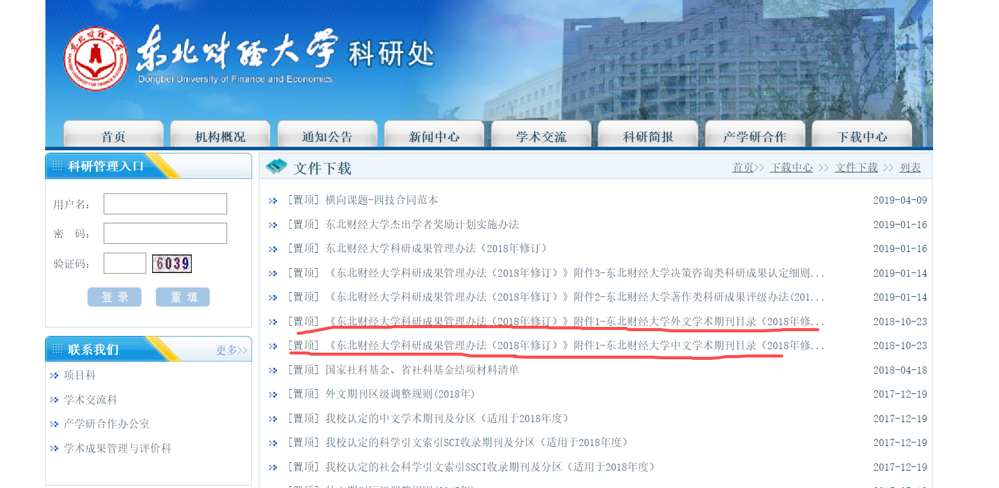 东北财经大学 科研处
Dongbei University of Finance and Economics
首页 机构概况 通知公告 新闻中心 学术交流 科研简报 产学研合作 下载中心
科研管理入口
用户名：
密 码：
验证码： 6039
登 录 重 填
联系我们 更多>>
项目科
学术交流科
产学研合作办公室
学术成果管理与评价科
文件下载 首页>> 下载中心 >> 文件下载 >> 列表
[置顶] 横向课题-四技合同范本 2019-04-09
[置顶] 东北财经大学杰出学者奖励计划实施办法 2019-01-16
[置顶] 东北财经大学科研成果管理办法（2018年修订） 2019-01-16
[置顶] 《东北财经大学科研成果管理办法（2018年修订）》附件3-东北财经大学决策咨询类科研成果认定细则... 2019-01-14
[置顶] 《东北财经大学科研成果管理办法（2018年修订）》附件2-东北财经大学著作类科研成果评级办法(201... 2019-01-14
[置顶] 《东北财经大学科研成果管理办法（2018年修订）》附件1-东北财经大学外文学术期刊目录（2018年修... 2018-10-23
[置顶] 《东北财经大学科研成果管理办法（2018年修订）》附件1-东北财经大学中文学术期刊目录（2018年修... 2018-10-23
[置顶] 国家社科基金、省社科基金结项材料清单 2018-04-18
[置顶] 外文期刊区级调整规则(2018年) 2017-12-19
[置顶] 我校认定的中文学术期刊及分区（适用于2018年度） 2017-12-19
[置顶] 我校认定的科学引文索引SCI收录期刊及分区（适用于2018年度） 2017-12-19
[置顶] 我校认定的社会科学引文索引SSCI收录期刊及分区（适用于2018年度） 2017-12-19